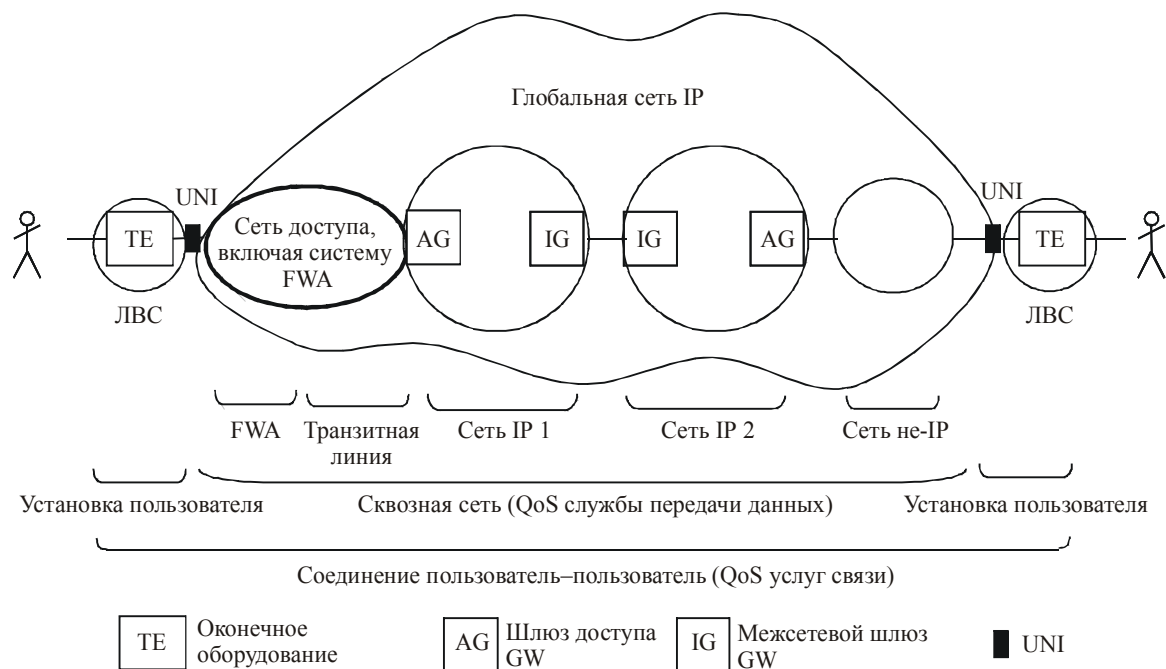 Глобальная сеть IP
UNI
UNI
TE
Сеть доступа,
включая систему
FWA
AG
IG
IG
AG
TE
ЛВС
ЛВС
FWA
Транзитная
линия
Сеть IP 1
Сеть IP 2
Сеть не-IP
Установка пользователя
Сквозная сеть (QoS службы передачи данных)
Установка пользователя
Соединение пользователь–пользователь (QoS услуг связи)
TE
Оконечное
оборудование
AG
Шлюз доступа
GW
IG
Межсетевой шлюз
GW
UNI